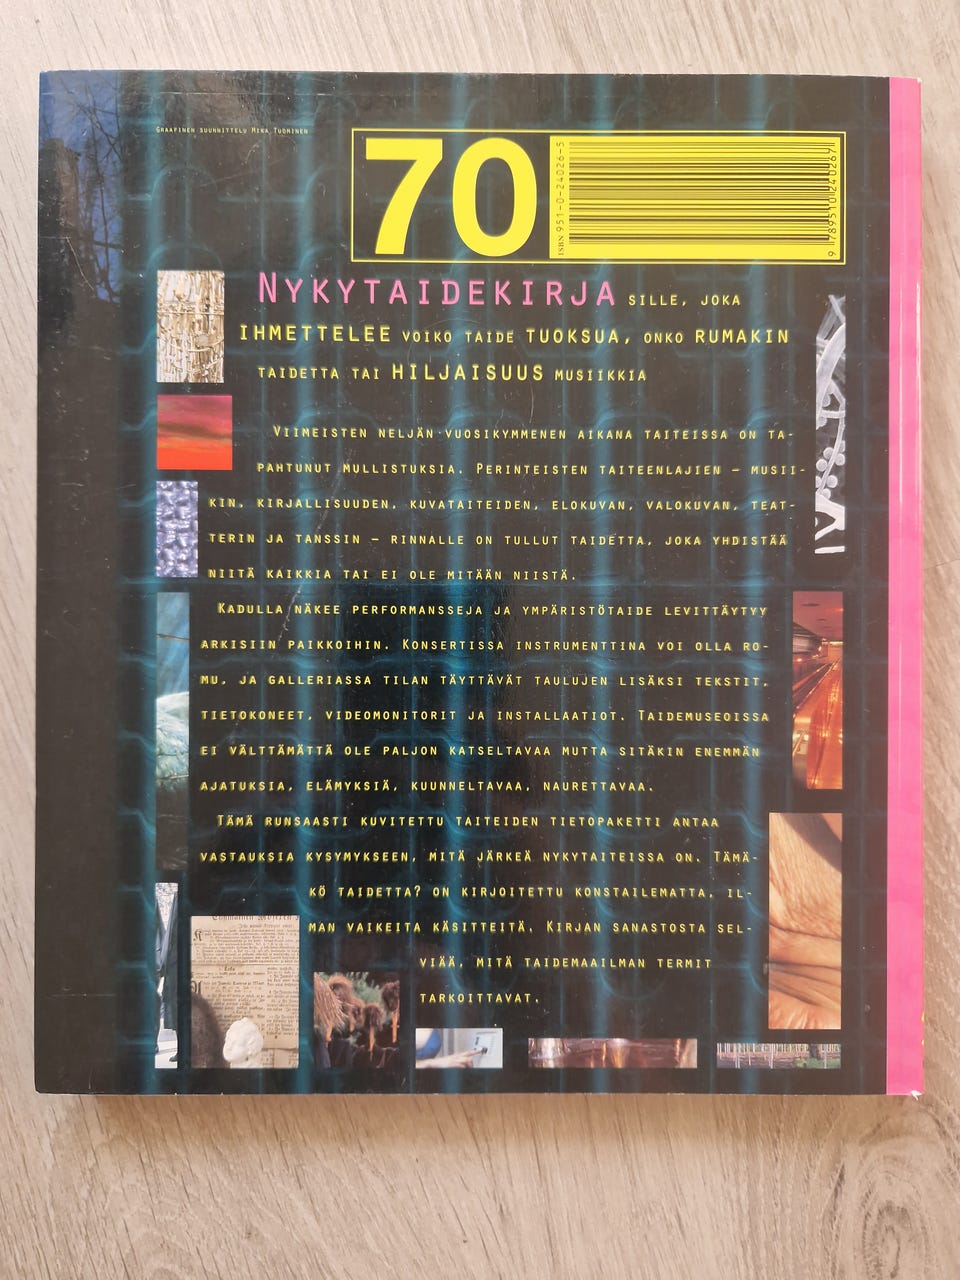 Graafinen suunnittelu Mika Tuominen
70
ISBN 951-0-24026-5
9 789510 240267
NYKYTAIDEKIRJA SILLE, JOKA
IHMETTELEE VOIKO TAIDE TUOKSUA, ONKO RUMAKIN
TAIDETTA TAI HILJAISUUS MUSIIKKIA
VIIMEISTEN NELJÄN VUOSIKYMMENEN AIKANA TAITEISSA ON TA-
PAHTUNUT MULLISTUKSIA. PERINTEISTEN TAITEENLAJIEN – MUSII-
KIN, KIRJALLISUUDEN, KUVATAITEIDEN, ELOKUVAN, VALOKUVAN, TEAT-
TERIN JA TANSSIN – RINNALLE ON TULLUT TAIDETTA, JOKA YHDISTÄÄ
NIITÄ KAIKKIA TAI EI OLE MITÄÄN NIISTÄ.
KADULLA NÄKEE PERFORMANSSEJA JA YMPÄRISTÖTAIDE LEVITTÄYTYY
ARKISIIN PAIKKOIHIN. KONSERTISSA INSTRUMENTTINA VOI OLLA RO-
MU, JA GALLERIASSA TILAN TÄYTTÄVÄT TAULUJEN LISÄKSI TEKSTIT,
TIETOKONEET, VIDEOMONITORIT JA INSTALLAATIOT. TAIDEMUSEOISSA
EI VÄLTTÄMÄTTÄ OLE PALJON KATSELTAVAA MUTTA SITÄKIN ENEMMÄN
AJATUKSIA, ELÄMYKSIÄ, KUUNNELTAVAA, NAURETTAVAA.
TÄMÄ RUNSAASTI KUVITETTU TAITEIDEN TIETOPAKETTI ANTAA
VASTAUKSIA KYSYMYKSEEN, MITÄ JÄRKEÄ NYKYTAITEISSA ON. TÄMÄ-
KÖ TAIDETTA? ON KIRJOITETTU KONSTAILEMATTA, IL-
MAN VAIKEITA KÄSITTEITÄ. KIRJAN SANASTOSTA SEL-
VIÄÄ, MITÄ TAIDEMAAILMAN TERMIT
TARKOITTAVAT.